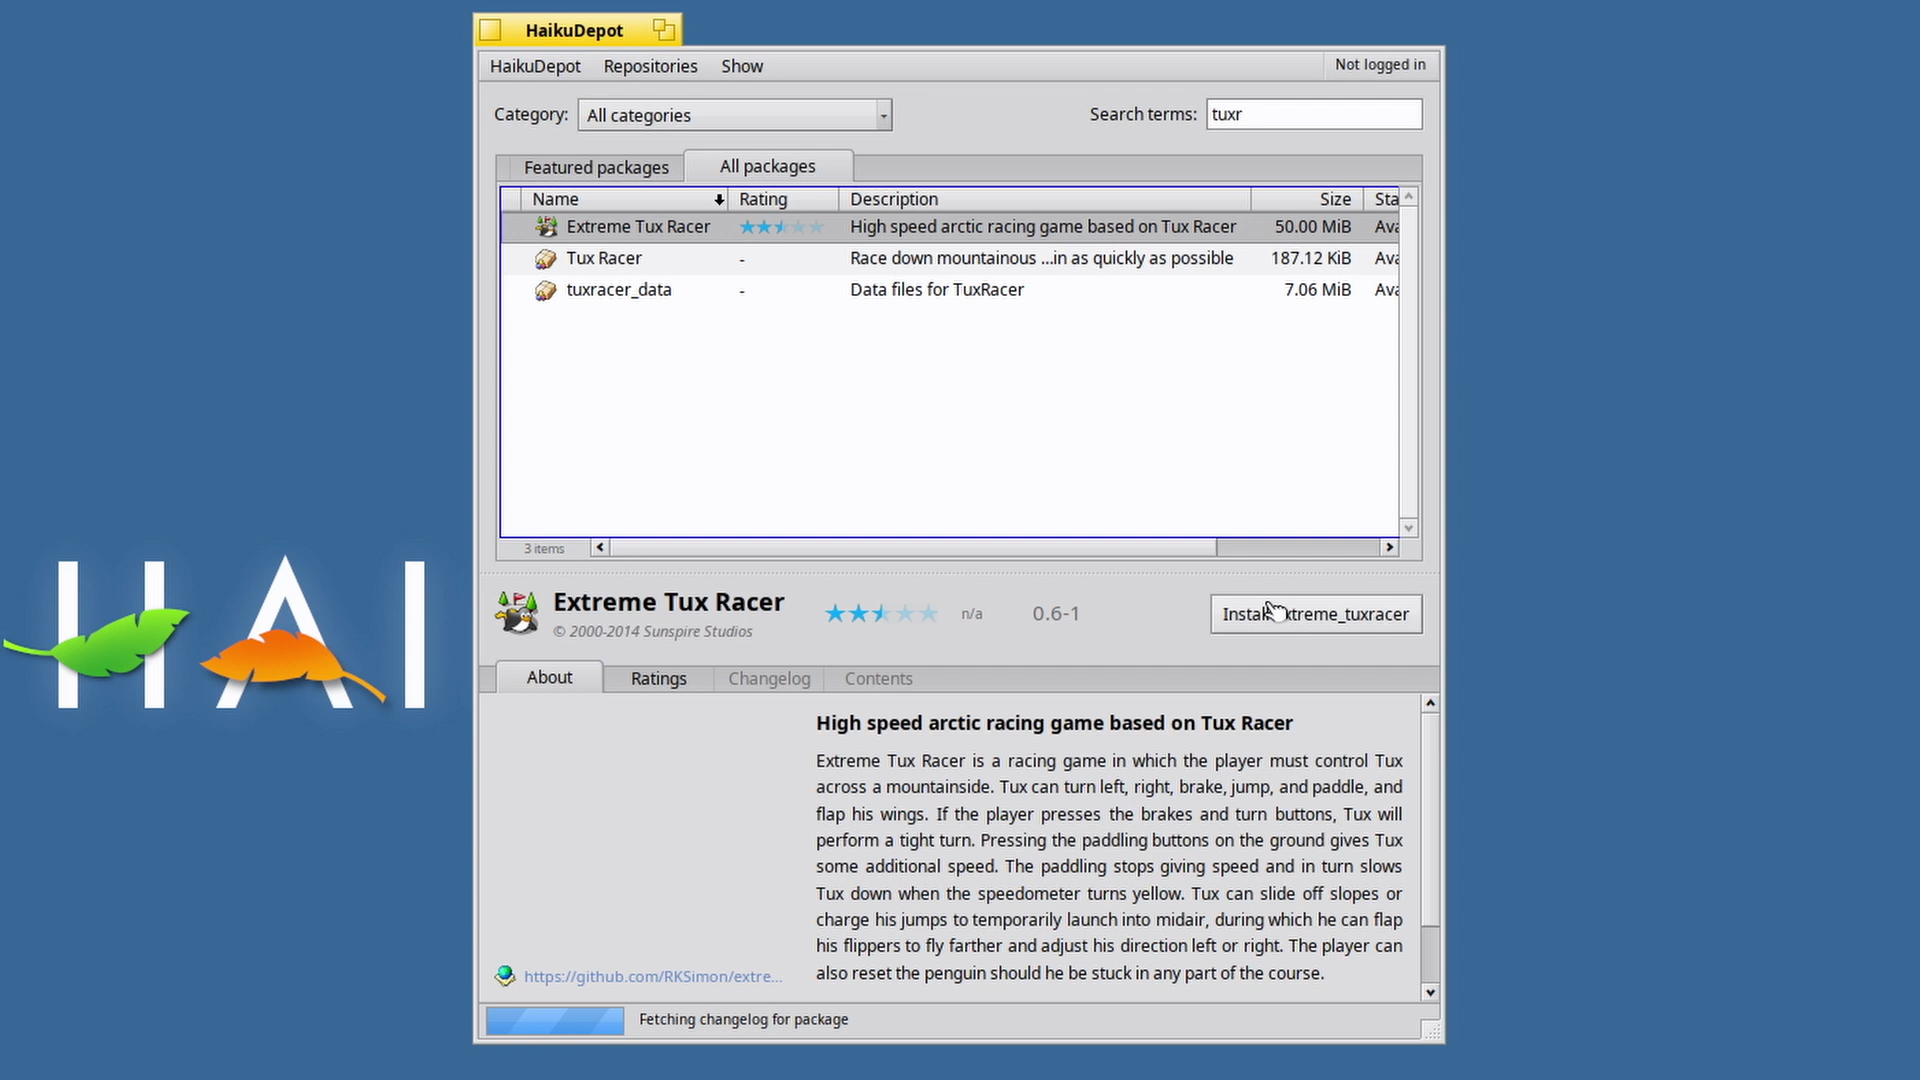 HaikuDepot
HaikuDepot Repositories Show Not logged in
Category: All categories Search terms: tuxr
Featured packages All packages
Name Rating Description Size Sta
Extreme Tux Racer High speed arctic racing game based on Tux Racer 50.00 MiB Ava
Tux Racer - Race down mountainous ...in as quickly as possible 187.12 KiB Ava
tuxracer_data - Data files for TuxRacer 7.06 MiB Ava
3 items
HAI
Extreme Tux Racer n/a 0.6-1
© 2000-2014 Sunspire Studios
About Ratings Changelog Contents
High speed arctic racing game based on Tux Racer
Extreme Tux Racer is a racing game in which the player must control Tux
across a mountainside. Tux can turn left, right, brake, jump, and paddle, and
flap his wings. If the player presses the brakes and turn buttons, Tux will
perform a tight turn. Pressing the paddling buttons on the ground gives Tux
some additional speed. The paddling stops giving speed and in turn slows
Tux down when the speedometer turns yellow. Tux can slide off slopes or
charge his jumps to temporarily launch into midair, during which he can flap
his flippers to fly farther and adjust his direction left or right. The player can
also reset the penguin should he be stuck in any part of the course.
https://github.com/RKSimon/extre...
Fetching changelog for package